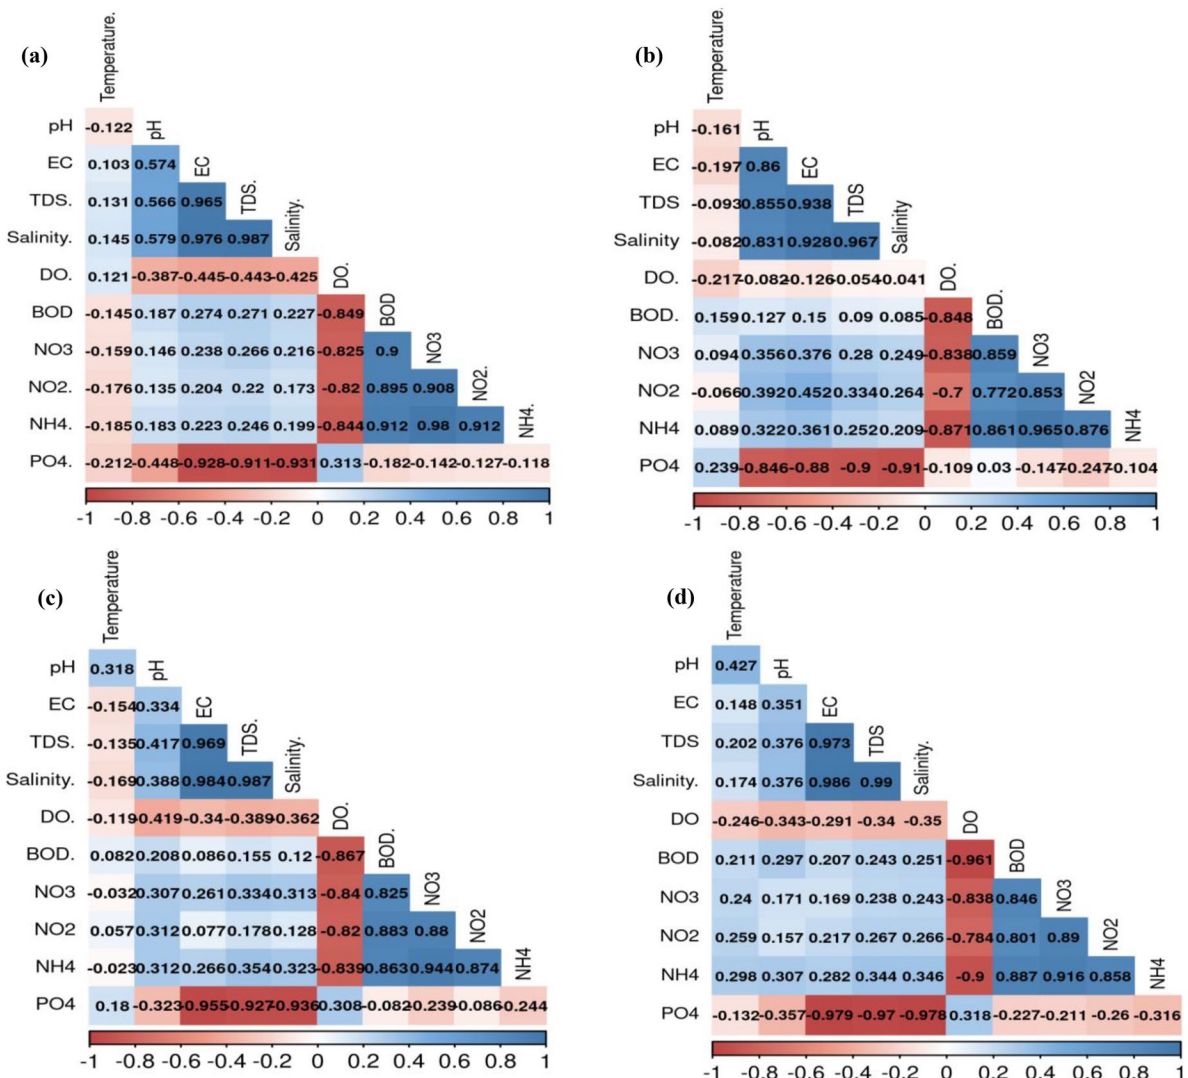 (a)
Temperature.
pH -0.122 pH
EC 0.103 0.574 EC
TDS. 0.131 0.566 0.965 TDS.
Salinity. 0.145 0.579 0.976 0.987 Salinity.
DO. 0.121 -0.387 -0.445 -0.443 -0.425 DO.
BOD -0.145 0.187 0.274 0.271 0.227 -0.849 BOD
NO3 -0.159 0.146 0.238 0.266 0.216 -0.825 0.9 NO3
NO2. -0.176 0.135 0.204 0.22 0.173 -0.82 0.895 0.908 NO2.
NH4. -0.185 0.183 0.223 0.246 0.199 -0.844 0.912 0.98 0.912 NH4.
PO4. -0.212 -0.448 -0.928 -0.911 -0.931 0.313 -0.182 -0.142 -0.127 -0.118
-1 -0.8 -0.6 -0.4 -0.2 0 0.2 0.4 0.6 0.8 1
(b)
Temperature.
pH -0.161 pH
EC -0.197 0.86 EC
TDS -0.093 0.855 0.938 TDS
Salinity -0.082 0.831 0.928 0.967 Salinity
DO. -0.217 -0.082 -0.126 -0.054 -0.041 DO.
BOD. 0.159 0.127 0.15 0.09 0.085 -0.848 BOD.
NO3 0.094 0.356 0.376 0.28 0.249 -0.838 0.859 NO3
NO2 -0.066 0.392 0.452 0.334 0.264 -0.7 0.772 0.853 NO2
NH4 0.089 0.322 0.361 0.252 0.209 -0.871 0.861 0.965 0.876 NH4
PO4 0.239 -0.846 -0.88 -0.9 -0.91 -0.109 0.03 -0.147 -0.247 -0.104
-1 -0.8 -0.6 -0.4 -0.2 0 0.2 0.4 0.6 0.8 1
(c)
Temperature
pH 0.318 pH
EC -0.154 0.334 EC
TDS. -0.135 0.417 0.969 TDS.
Salinity. -0.169 0.388 0.984 0.987 Salinity.
DO. -0.119 -0.419 -0.34 -0.389 -0.362 DO.
BOD. 0.082 0.208 0.086 0.155 0.12 -0.867 BOD.
NO3 -0.032 0.307 0.261 0.334 0.313 -0.84 0.825 NO3
NO2 0.057 0.312 0.077 0.178 0.128 -0.82 0.883 0.88 NO2
NH4 -0.023 0.312 0.266 0.354 0.323 -0.839 0.863 0.944 0.874 NH4
PO4 0.18 -0.323 -0.955 -0.927 -0.936 0.308 -0.082 -0.239 -0.086 -0.244
-1 -0.8 -0.6 -0.4 -0.2 0 0.2 0.4 0.6 0.8 1
(d)
Temperature
pH 0.427 pH
EC 0.148 0.351 EC
TDS 0.202 0.376 0.973 TDS
Salinity. 0.174 0.376 0.986 0.99 Salinity.
DO -0.246 -0.343 -0.291 -0.34 -0.35 DO
BOD 0.211 0.297 0.207 0.243 0.251 -0.961 BOD
NO3 0.24 0.171 0.169 0.238 0.243 -0.838 0.846 NO3
NO2 0.259 0.157 0.217 0.267 0.266 -0.784 0.801 0.89 NO2
NH4 0.298 0.307 0.282 0.344 0.346 -0.9 0.887 0.916 0.858 NH4
PO4 -0.132 -0.357 -0.979 -0.97 -0.978 0.318 -0.227 -0.211 -0.26 -0.316
-1 -0.8 -0.6 -0.4 -0.2 0 0.2 0.4 0.6 0.8 1